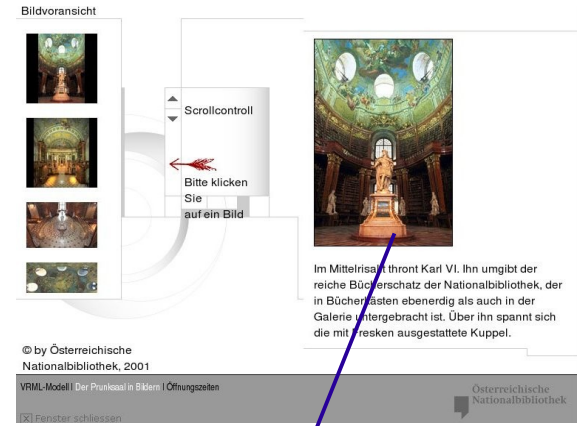 Bildvoransicht
Scrollcontroll
Bitte klicken
Sie
auf ein Bild
Im Mittelrisalit thront Karl VI. Ihn umgibt der
reiche Bücherschatz der Nationalbibliothek, der
in Bücherkästen ebenerdig als auch in der
Galerie untergebracht ist. Über ihn spannt sich
die mit Fresken ausgestattete Kuppel.
© by Österreichische
Nationalbibliothek, 2001
VRML-Modell | Der Prunksaal in Bildern | Öffnungszeiten
Österreichische
Nationalbibliothek
[X] Fenster schliessen